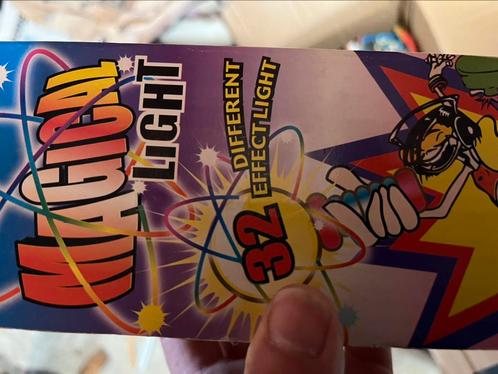 MAGICAL
LIGHT
32
DIFFERENT
EFFECT LIGHT